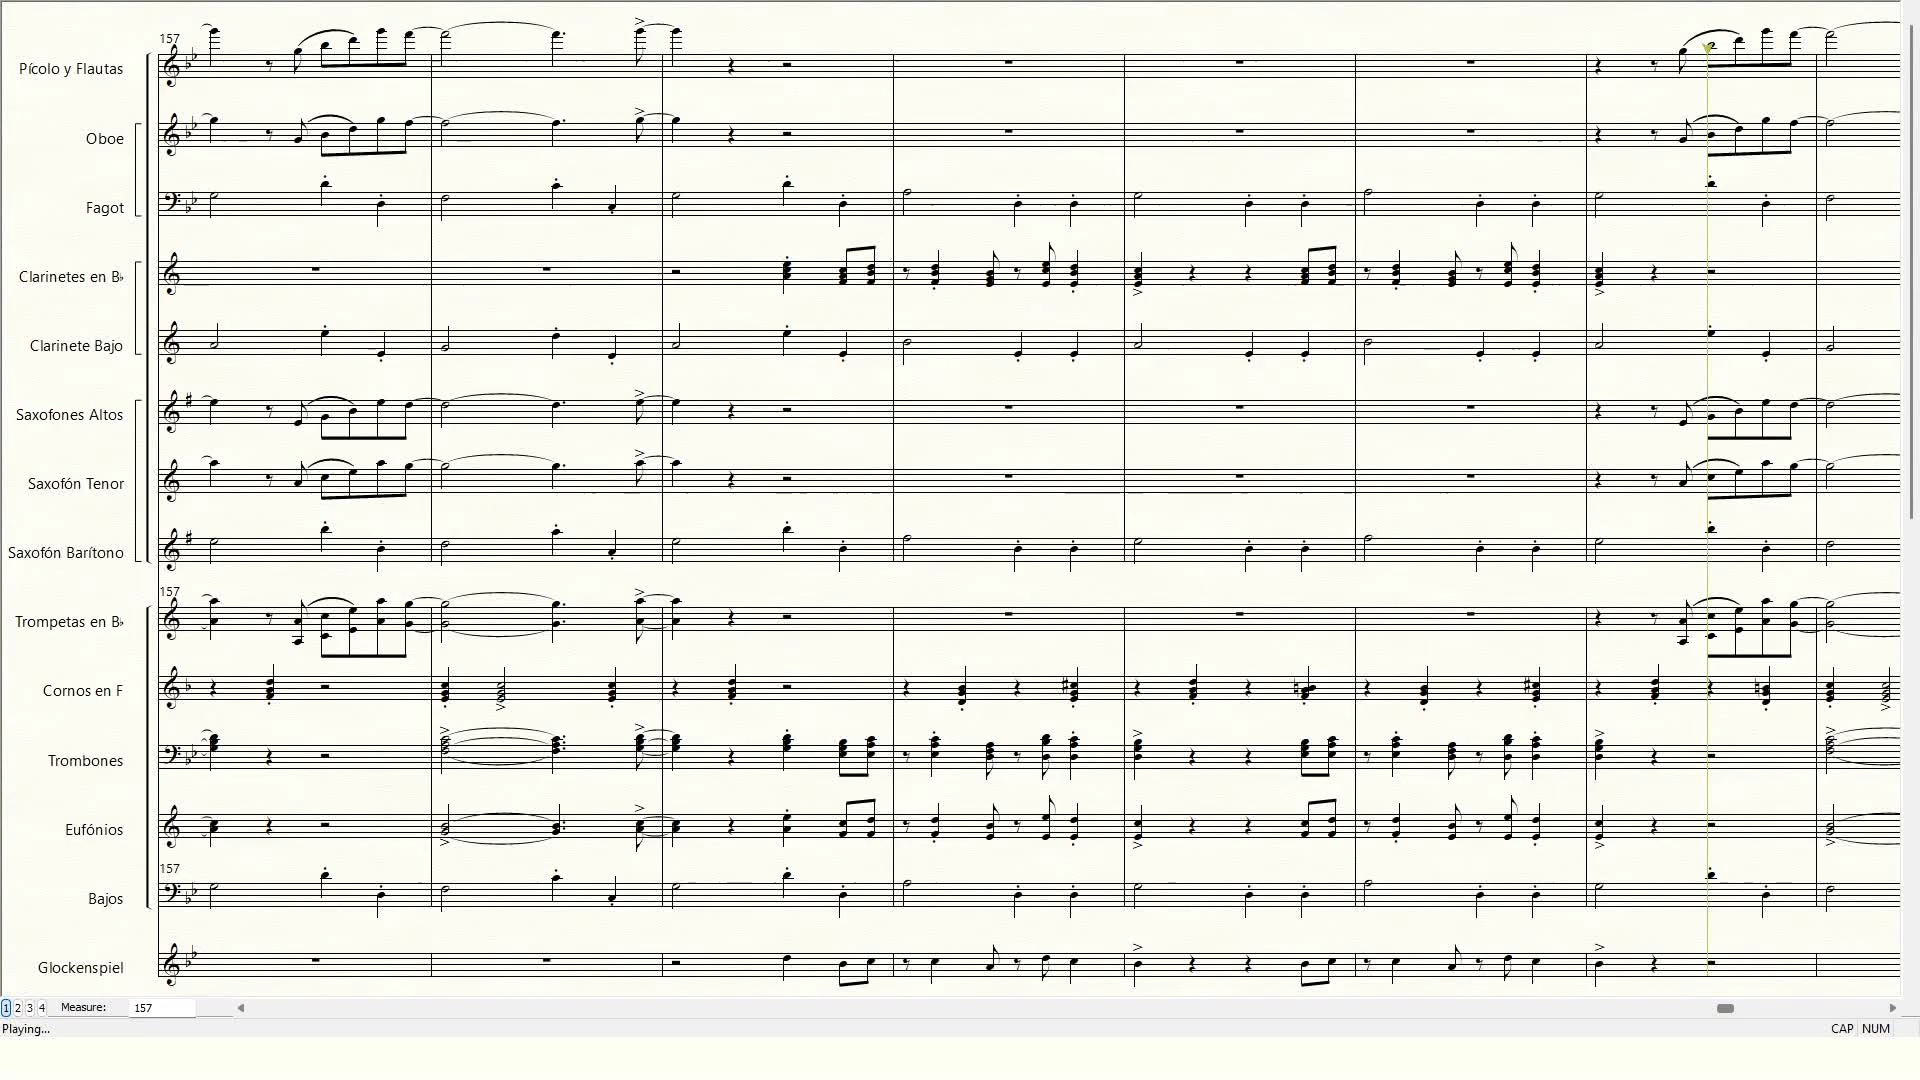 157
Pícolo y Flautas
Oboe
Fagot
Clarinetes en B♭
Clarinete Bajo
Saxofones Altos
Saxofón Tenor
Saxofón Barítono
157
Trompetas en B♭
Cornos en F
Trombones
Eufónios
157
Bajos
Glockenspiel
1 2 3 4 Measure: 157
Playing... CAP NUM